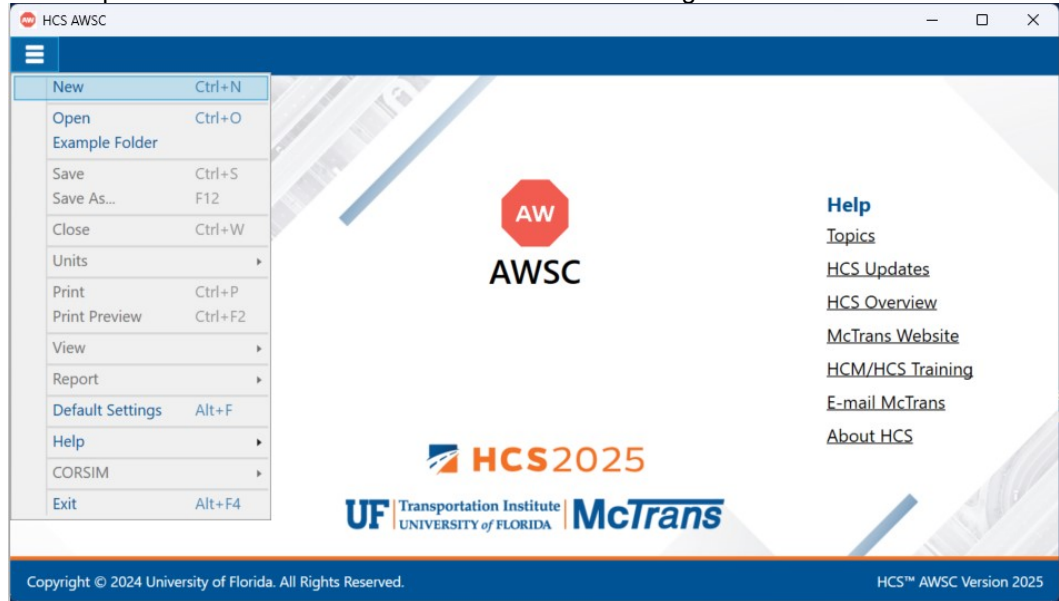 HCS AWSC
New Ctrl+N
Open Ctrl+O
Example Folder
Save Ctrl+S
Save As... F12
Close Ctrl+W
Units
Print Ctrl+P
Print Preview Ctrl+F2
View
Report
Default Settings Alt+F
Help
CORSIM
Exit Alt+F4
AW
AWSC
HCS2025
UF Transportation Institute McTrans
UNIVERSITY of FLORIDA
Help
Topics
HCS Updates
HCS Overview
McTrans Website
HCM/HCS Training
E-mail McTrans
About HCS
Copyright © 2024 University of Florida. All Rights Reserved.
HCS™ AWSC Version 2025